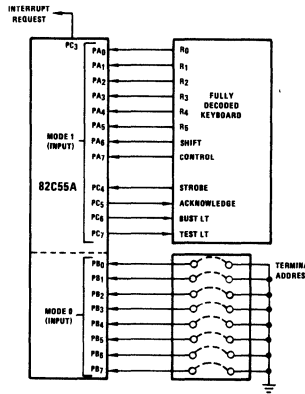 INTERRUPT
REQUEST
PC3
PA0
PA1
PA2
PA3
PA4
PA5
PA6
PA7
MODE 1
(INPUT)
82C55A
PC4
PC5
PC6
PC7
PB0
PB1
PB2
PB3
PB4
PB5
PB6
PB7
MODE 0
(INPUT)
R0
R1
R2
R3
R4
R5
SHIFT
CONTROL
FULLY
DECODED
KEYBOARD
STROBE
ACKNOWLEDGE
BUST LT
TEST LT
TERMINA
ADDRES